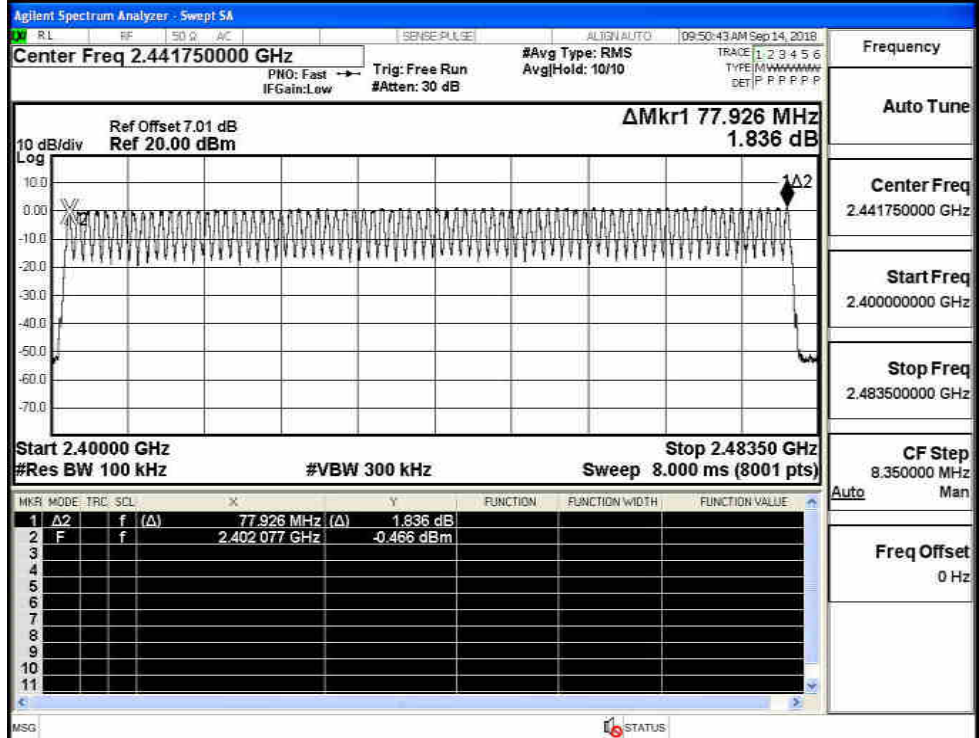 Agilent Spectrum Analyzer - Swept SA
RL RF 50 Ω AC SENSE:PULSE ALIGN AUTO 09:50:43 AM Sep 14, 2018
Center Freq 2.441750000 GHz
PNO: Fast
IFGain:Low
Trig: Free Run
#Atten: 30 dB
#Avg Type: RMS
Avg|Hold: 10/10
TRACE 1 2 3 4 5 6
TYPE M W W W W W
DET P P P P P P
Ref Offset 7.01 dB
10 dB/div Ref 20.00 dBm
Log
ΔMkr1 77.926 MHz
1.836 dB
10.0
0.00
-10.0
-20.0
-30.0
-40.0
-50.0
-60.0
-70.0
1Δ2
Start 2.40000 GHz Stop 2.48350 GHz
#Res BW 100 kHz #VBW 300 kHz Sweep 8.000 ms (8001 pts)
MKR MODE TRC SCL X Y FUNCTION FUNCTION WIDTH FUNCTION VALUE
1 Δ2 f (Δ) 77.926 MHz (Δ) 1.836 dB
2 F f 2.402 077 GHz -0.466 dBm
3
4
5
6
7
8
9
10
11
MSG STATUS
Frequency
Auto Tune
Center Freq
2.441750000 GHz
Start Freq
2.400000000 GHz
Stop Freq
2.483500000 GHz
CF Step
8.350000 MHz
Auto Man
Freq Offset
0 Hz